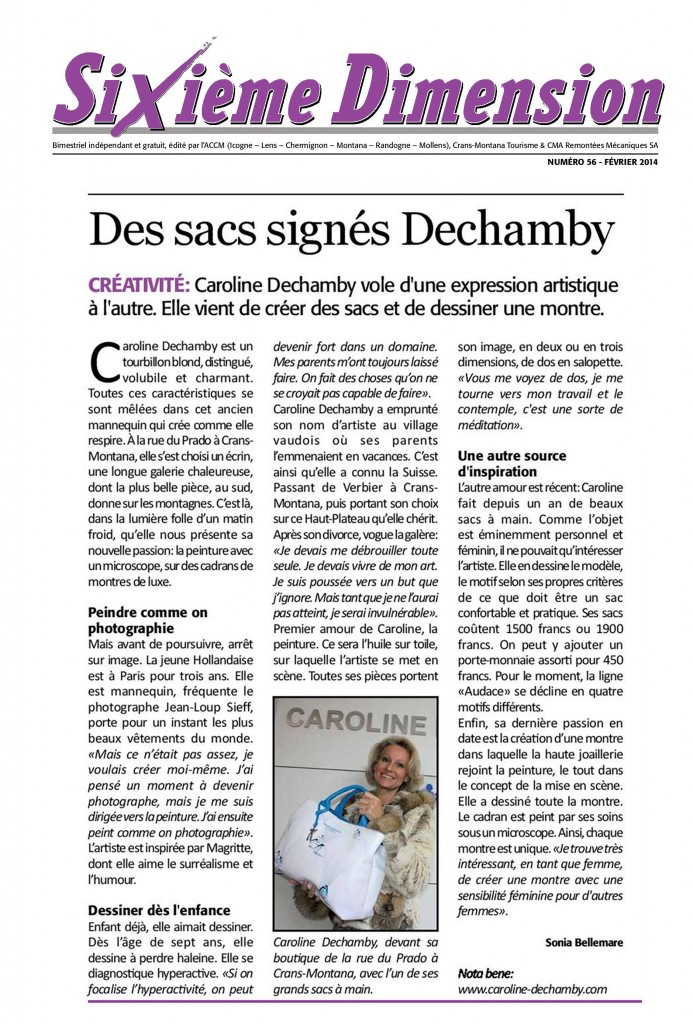 Sixième Dimension
Bimestriel indépendant et gratuit, édité par l'ACCM (Icogne – Lens – Chermignon – Montana – Randogne – Mollens), Crans-Montana Tourisme & CMA Remontées Mécaniques SA
NUMÉRO 56 - FÉVRIER 2014
Des sacs signés Dechamby
CRÉATIVITÉ: Caroline Dechamby vole d'une expression artistique
à l'autre. Elle vient de créer des sacs et de dessiner une montre.
Caroline Dechamby est un
tourbillon blond, distingué,
volubile et charmant.
Toutes ces caractéristiques se
sont mêlées dans cet ancien
mannequin qui crée comme elle
respire. À la rue du Prado à Crans-
Montana, elle s'est choisi un écrin,
une longue galerie chaleureuse,
dont la plus belle pièce, au sud,
donne sur les montagnes. C'est là,
dans la lumière folle d'un matin
froid, qu'elle nous présente sa
nouvelle passion: la peinture avec
un microscope, sur des cadrans de
montres de luxe.
Peindre comme on
photographie
Mais avant de poursuivre, arrêt
sur image. La jeune Hollandaise
est à Paris pour trois ans. Elle
est mannequin, fréquente le
photographe Jean-Loup Sieff,
porte pour un instant les plus
beaux vêtements du monde.
«Mais ce n'était pas assez, je
voulais créer moi-même. J'ai
pensé un moment à devenir
photographe, mais je me suis
dirigée vers la peinture. J'ai ensuite
peint comme on photographie».
L'artiste est inspirée par Magritte,
dont elle aime le surréalisme et
l'humour.
Dessiner dès l'enfance
Enfant déjà, elle aimait dessiner.
Dès l'âge de sept ans, elle
dessine à perdre haleine. Elle se
diagnostique hyperactive. «Si on
focalise l'hyperactivité, on peut
devenir fort dans un domaine.
Mes parents m'ont toujours laissé
faire. On fait des choses qu'on ne
se croyait pas capable de faire».
Caroline Dechamby a emprunté
son nom d'artiste au village
vaudois où ses parents
l'emmenaient en vacances. C'est
ainsi qu'elle a connu la Suisse.
Passant de Verbier à Crans-
Montana, puis portant son choix
sur ce Haut-Plateau qu'elle chérit.
Après son divorce, vogue la galère:
«Je devais me débrouiller toute
seule. Je devais vivre de mon art.
Je suis poussée vers un but que
j'ignore. Mais tant que je ne l'aurai
pas atteint, je serai invulnérable».
Premier amour de Caroline, la
peinture. Ce sera l'huile sur toile,
sur laquelle l'artiste se met en
scène. Toutes ses pièces portent
CAROLINE
Caroline Dechamby, devant sa
boutique de la rue du Prado à
Crans-Montana, avec l'un de ses
grands sacs à main.
son image, en deux ou en trois
dimensions, de dos en salopette.
«Vous me voyez de dos, je me
tourne vers mon travail et le
contemple, c'est une sorte de
méditation».
Une autre source
d'inspiration
L'autre amour est récent: Caroline
fait depuis un an de beaux
sacs à main. Comme l'objet
est éminemment personnel et
féminin, il ne pouvait qu'intéresser
l'artiste. Elle en dessine le modèle,
le motif selon ses propres critères
de ce que doit être un sac
confortable et pratique. Ses sacs
coûtent 1500 francs ou 1900
francs. On peut y ajouter un
porte-monnaie assorti pour 450
francs. Pour le moment, la ligne
«Audace» se décline en quatre
motifs différents.
Enfin, sa dernière passion en
date est la création d'une montre
dans laquelle la haute joaillerie
rejoint la peinture, le tout dans
le concept de la mise en scène.
Elle a dessiné toute la montre.
Le cadran est peint par ses soins
sous un microscope. Ainsi, chaque
montre est unique. «Je trouve très
intéressant, en tant que femme,
de créer une montre avec une
sensibilité féminine pour d'autres
femmes».
Sonia Bellemare
Nota bene:
www.caroline-dechamby.com